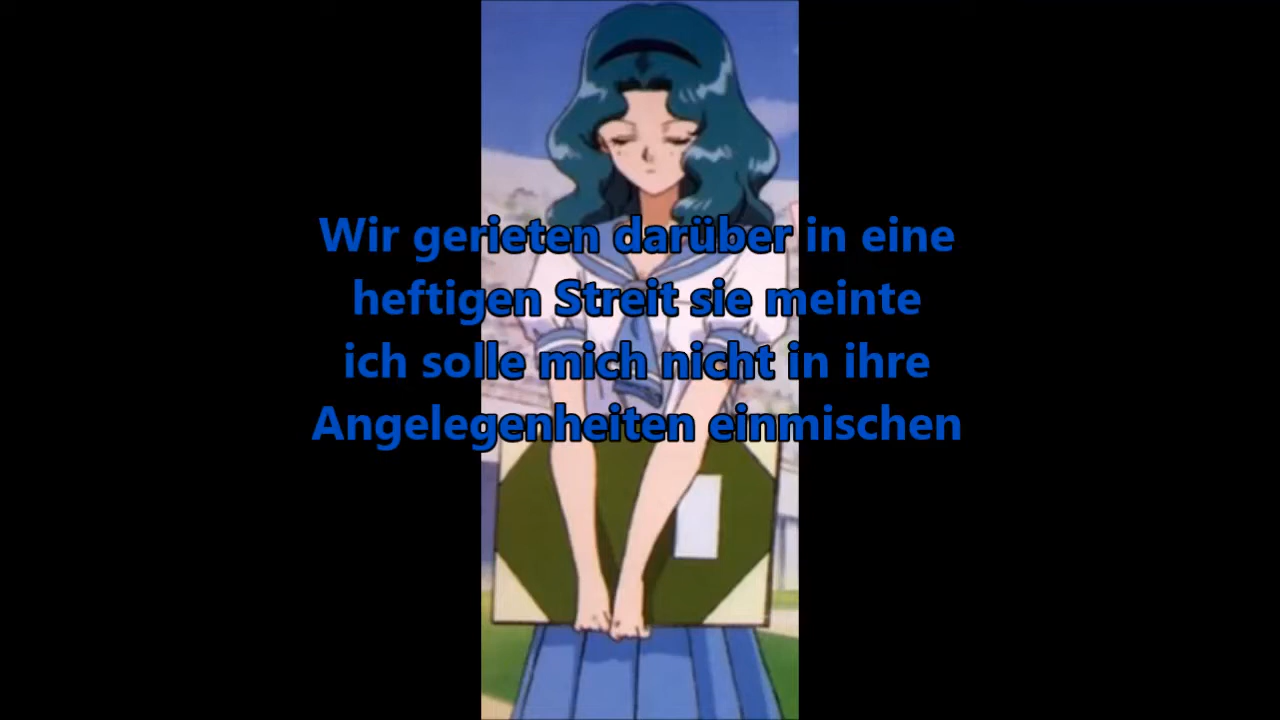 Wir gerieten darüber in eine
heftigen Streit sie meinte
ich solle mich nicht in ihre
Angelegenheiten einmischen